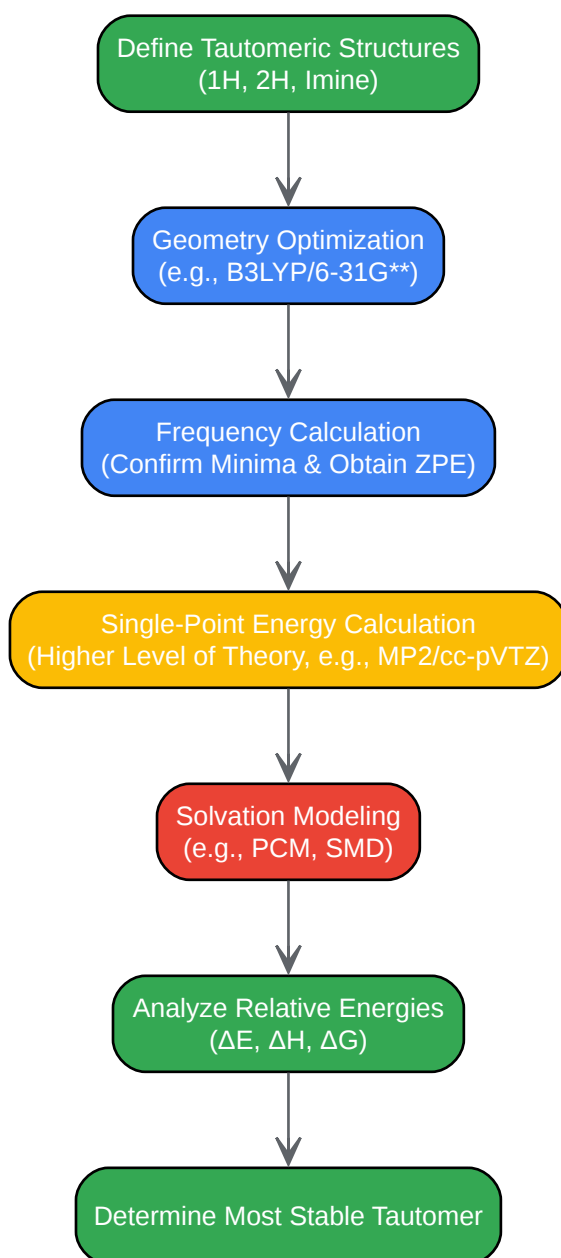 Define Tautomeric Structures
(1H, 2H, Imine)
Geometry Optimization
(e.g., B3LYP/6-31G**)
Frequency Calculation
(Confirm Minima & Obtain ZPE)
Single-Point Energy Calculation
(Higher Level of Theory, e.g., MP2/cc-pVTZ)
Solvation Modeling
(e.g., PCM, SMD)
Analyze Relative Energies
(ΔE, ΔH, ΔG)
Determine Most Stable Tautomer